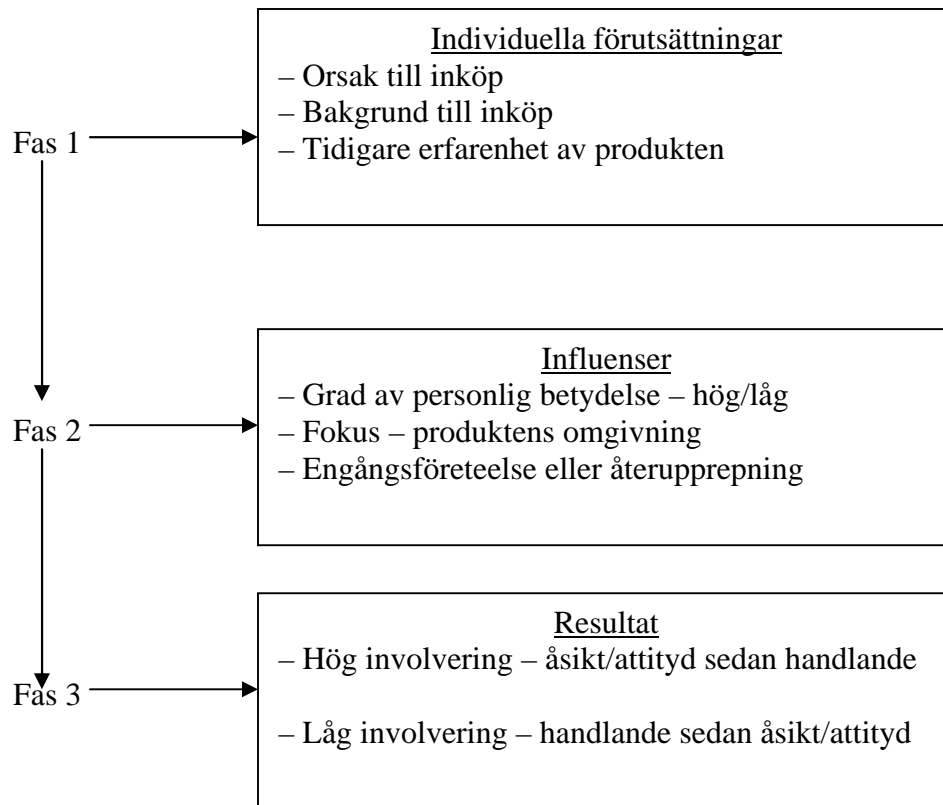 Individuella förutsättningar
– Orsak till inköp
– Bakgrund till inköp
– Tidigare erfarenhet av produkten
Fas 1
Influenser
– Grad av personlig betydelse – hög/låg
– Fokus – produktens omgivning
– Engångsföreteelse eller återupprepning
Fas 2
Resultat
– Hög involvering – åsikt/attityd sedan handlande
– Låg involvering – handlande sedan åsikt/attityd
Fas 3